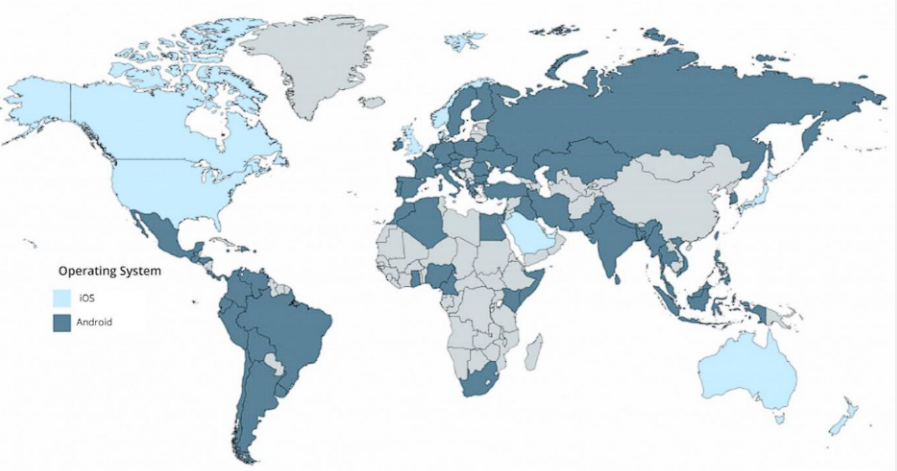 Operating System
iOS
Android